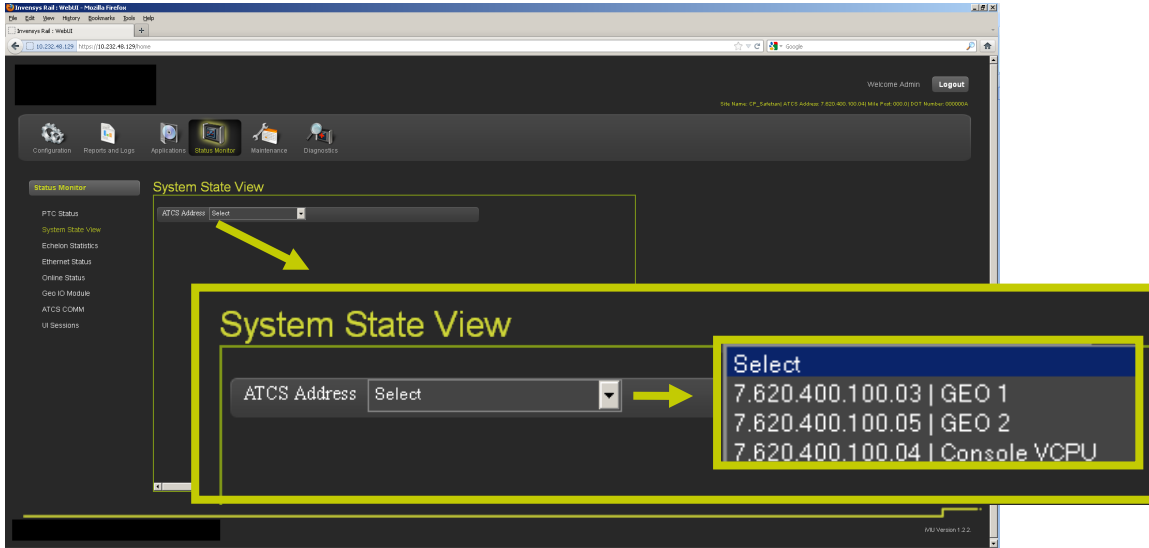 Invensys Rail : WebUI - Mozilla Firefox
File Edit View History Bookmarks Tools Help
Invensys Rail : WebUI +
10.232.48.129 https://10.232.48.129/home Google
Welcome Admin Logout
Site Name: CP_Safetran| ATCS Address: 7.620.400.100.04| Mile Post: 000.0| DOT Number: 000000A
Configuration Reports and Logs Applications Status Monitor Maintenance Diagnostics
Status Monitor
System State View
PTC Status
System State View
Echelon Statistics
Ethernet Status
Online Status
Geo IO Module
ATCS COMM
UI Sessions
ATCS Address Select
System State View
ATCS Address Select
Select
7.620.400.100.03 | GEO 1
7.620.400.100.05 | GEO 2
7.620.400.100.04 | Console VCPU
IVIU Version 1.2.2.